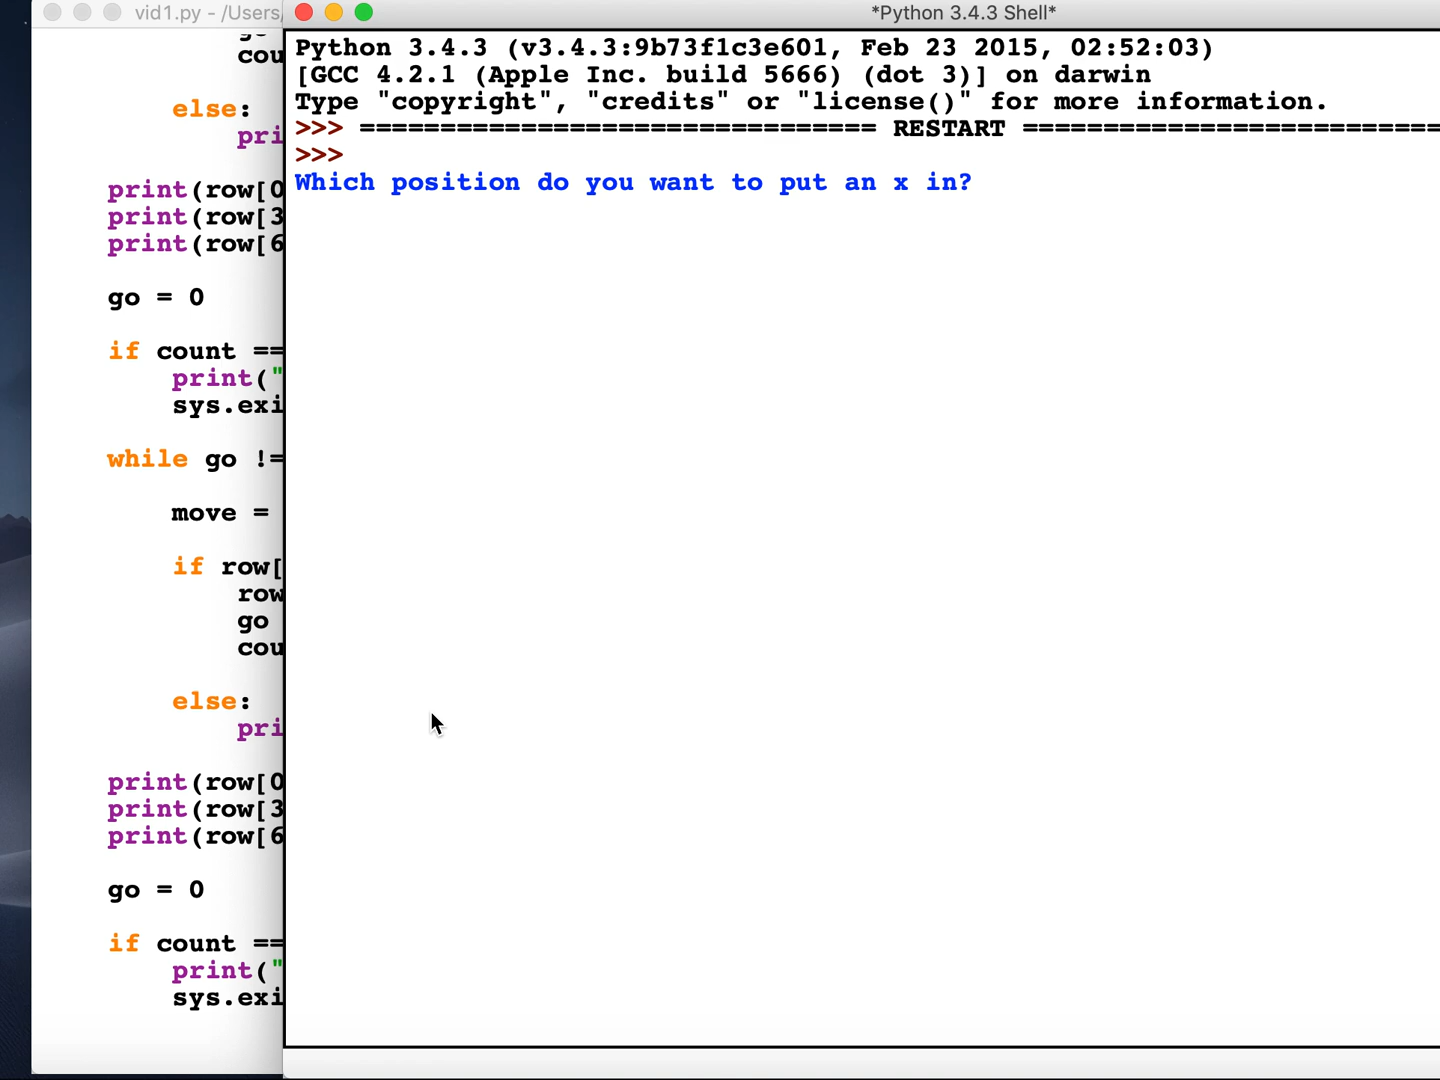 vid1.py - /Users/
cou
else:
pri
print(row[0
print(row[3
print(row[6
go = 0
if count ==
print("
sys.exi
while go !=
move =
if row[
row
go
cou
else:
pri
print(row[0
print(row[3
print(row[6
go = 0
if count ==
print("
sys.exi
*Python 3.4.3 Shell*
Python 3.4.3 (v3.4.3:9b73f1c3e601, Feb 23 2015, 02:52:03)
[GCC 4.2.1 (Apple Inc. build 5666) (dot 3)] on darwin
Type "copyright", "credits" or "license()" for more information.
>>> ================================ RESTART ==========================
>>>
Which position do you want to put an x in?